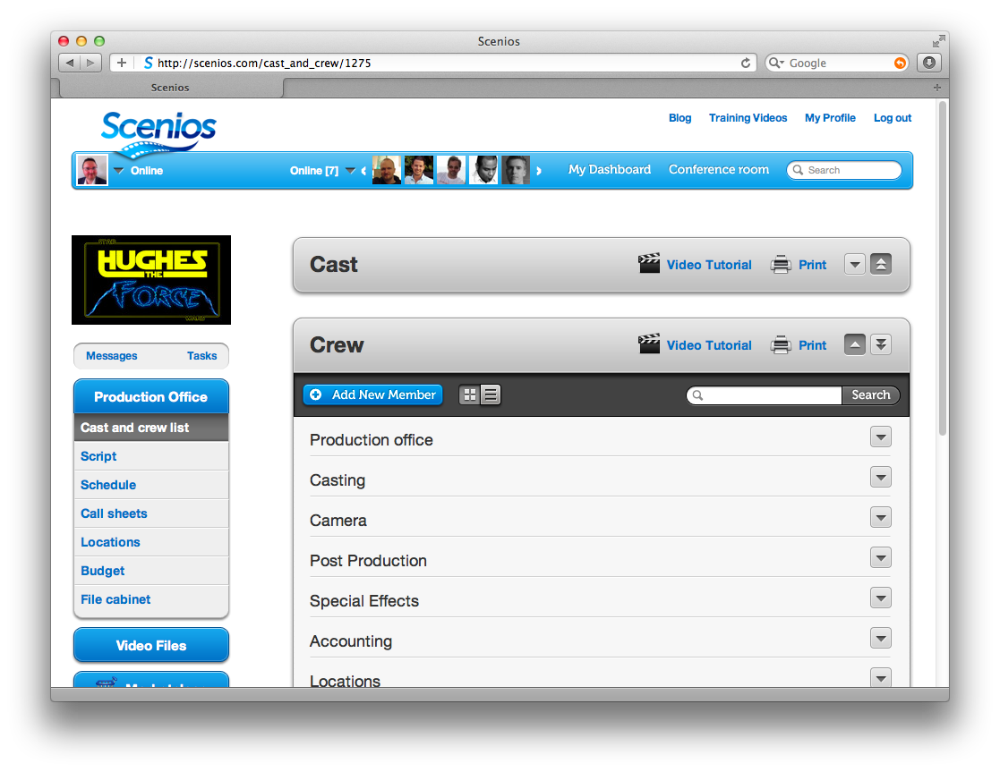 Scenios
http://scenios.com/cast_and_crew/1275
Google
Scenios
Blog Training Videos My Profile Log out
Scenios
Online Online [7] My Dashboard Conference room Search
STAR
HUGHES
THE
FORCE
WARS
Cast Video Tutorial Print
Crew Video Tutorial Print
Messages Tasks
Add New Member Search
Production Office
Cast and crew list
Script
Schedule
Call sheets
Locations
Budget
File cabinet
Video Files
Production office
Casting
Camera
Post Production
Special Effects
Accounting
Locations